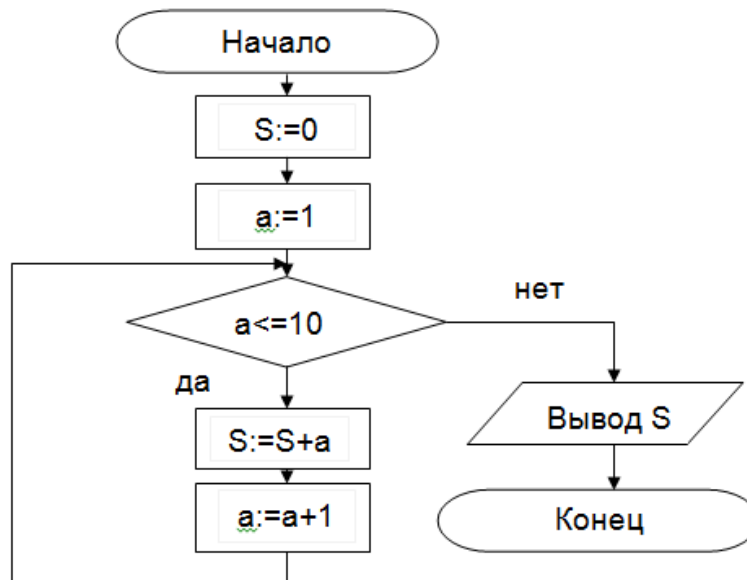 Начало
S:=0
a:=1
a<=10
нет
да
S:=S+a
Вывод S
a:=a+1
Конец